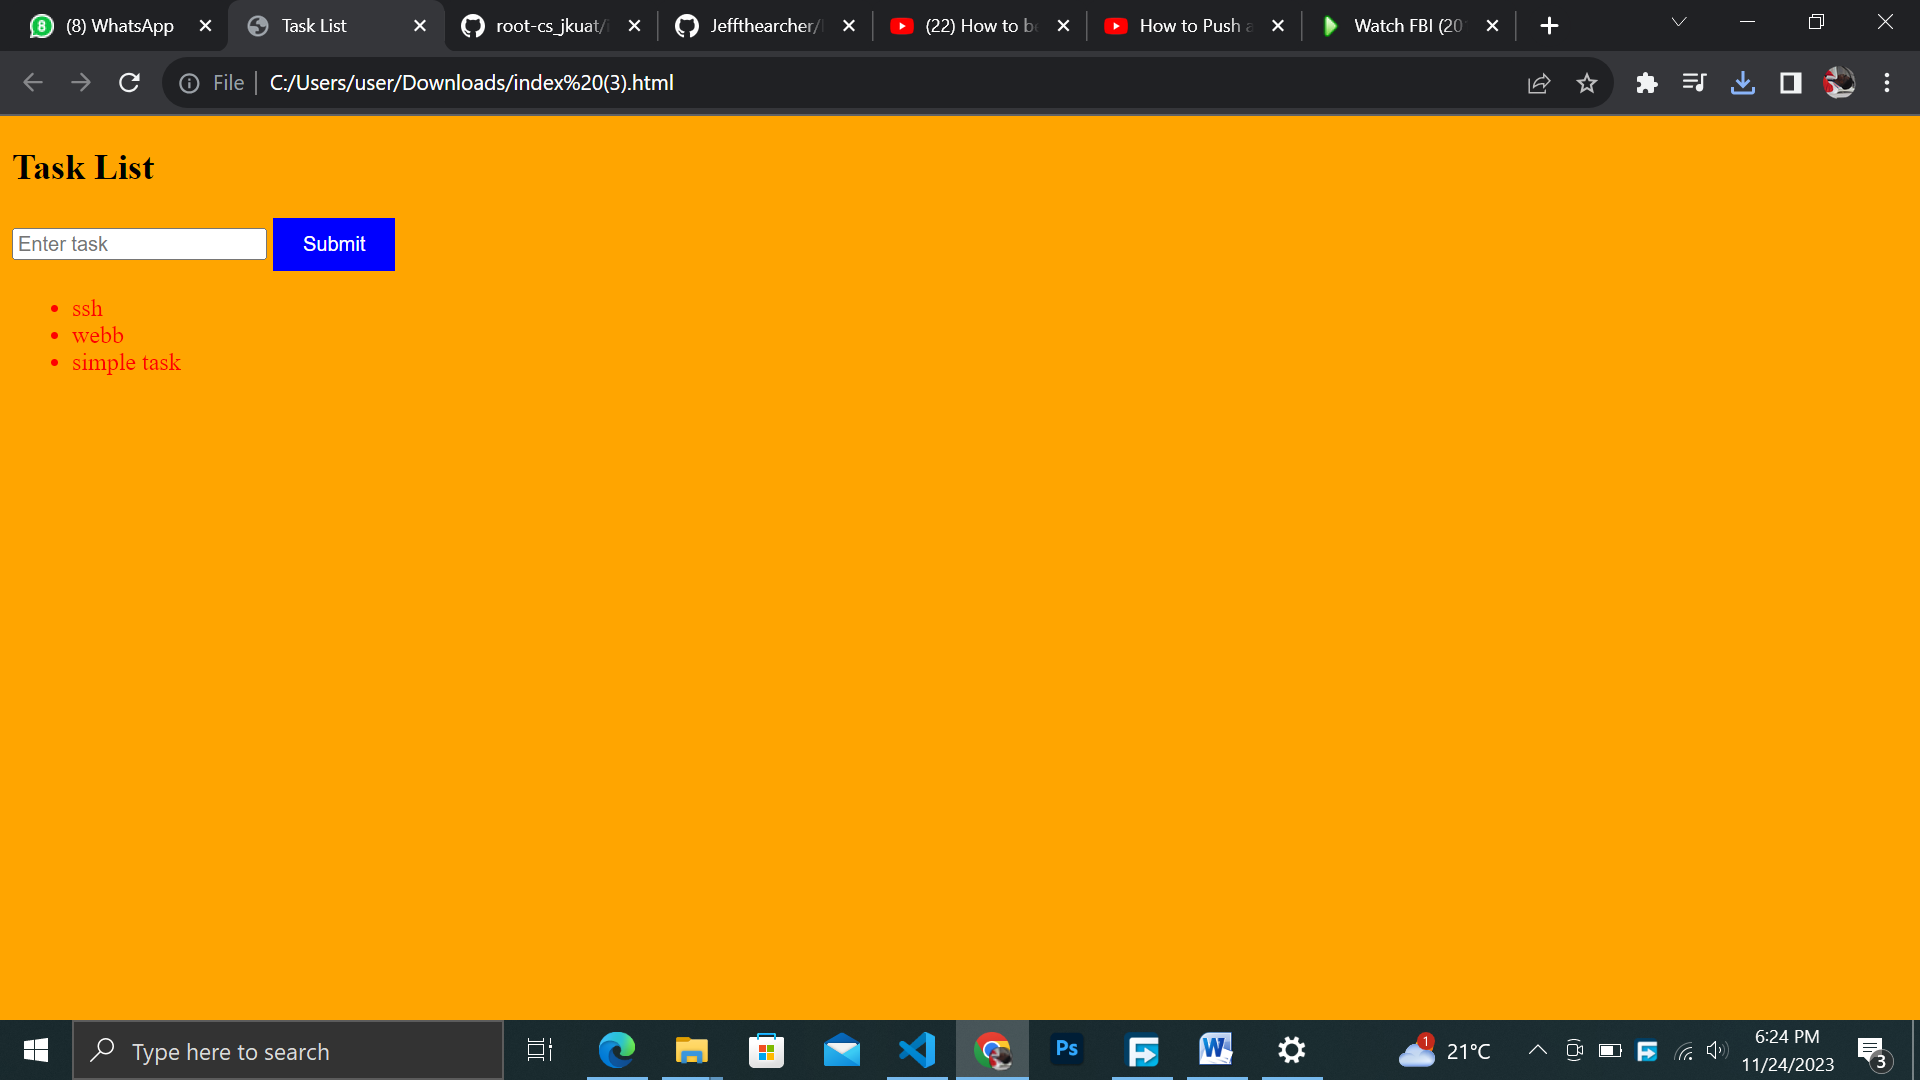 8 (8) WhatsApp
Task List
root-cs_jkuat/
Jeffthearcher/
(22) How to be
How to Push a
Watch FBI (20
File
C:/Users/user/Downloads/index%20(3).html
Task List
Enter task
Submit
• ssh
• webb
• simple task
Type here to search
Ps
W
1
21°C
6:24 PM
11/24/2023
3